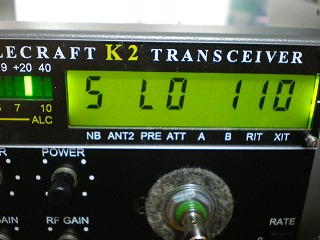 LECRAFT K2 TRANSCEIVER
9 +20 40
S LO 110
7 10
ALC
NB ANT2 PRE ATT A B RIT XIT
POWER
GAIN
RF GAIN
RATE